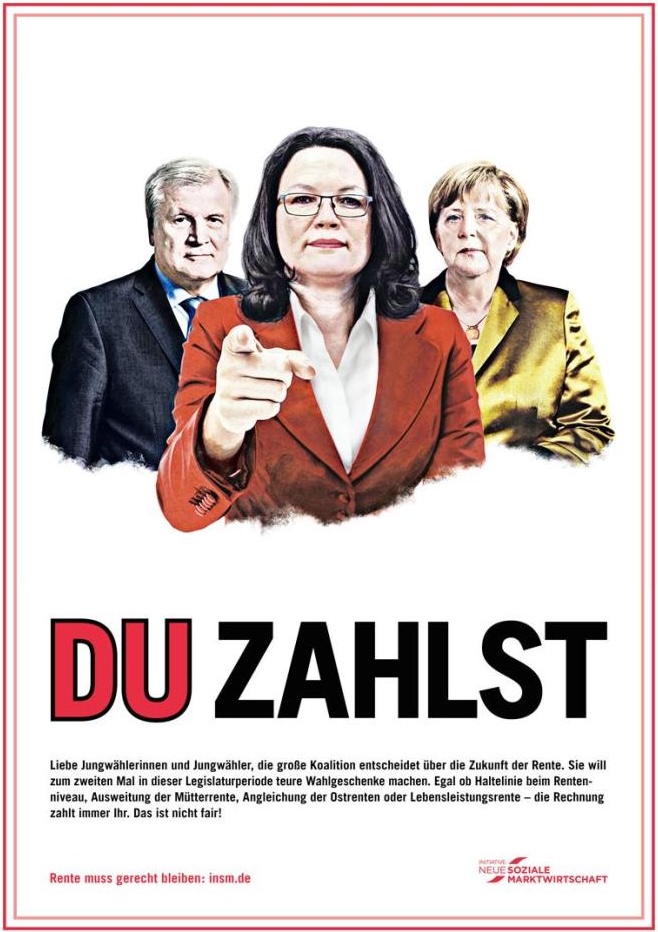 DU ZAHLST
Liebe Jungwählerinnen und Jungwähler, die große Koalition entscheidet über die Zukunft der Rente. Sie will
zum zweiten Mal in dieser Legislaturperiode teure Wahlgeschenke machen. Egal ob Haltelinie beim Renten-
niveau, Ausweitung der Mütterrente, Angleichung der Ostrenten oder Lebensleistungsrente – die Rechnung
zahlt immer Ihr. Das ist nicht fair!
Rente muss gerecht bleiben: insm.de
INITIATIVE
NEUE SOZIALE
MARKTWIRTSCHAFT